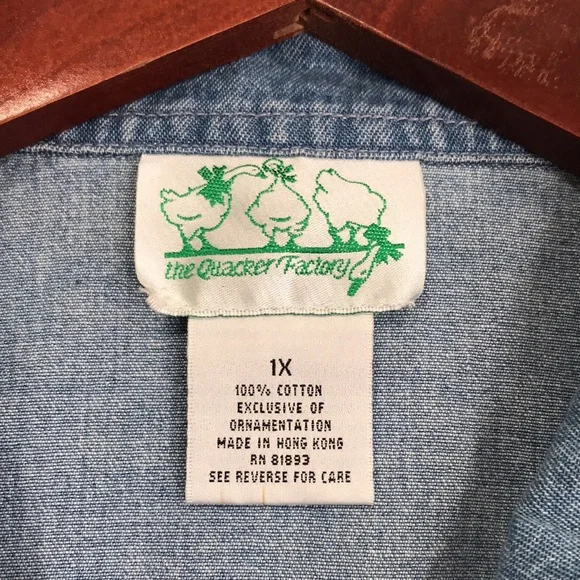 the Quacker Factory
1X
100% COTTON
EXCLUSIVE OF
ORNAMENTATION
MADE IN HONG KONG
RN 81893
SEE REVERSE FOR CARE